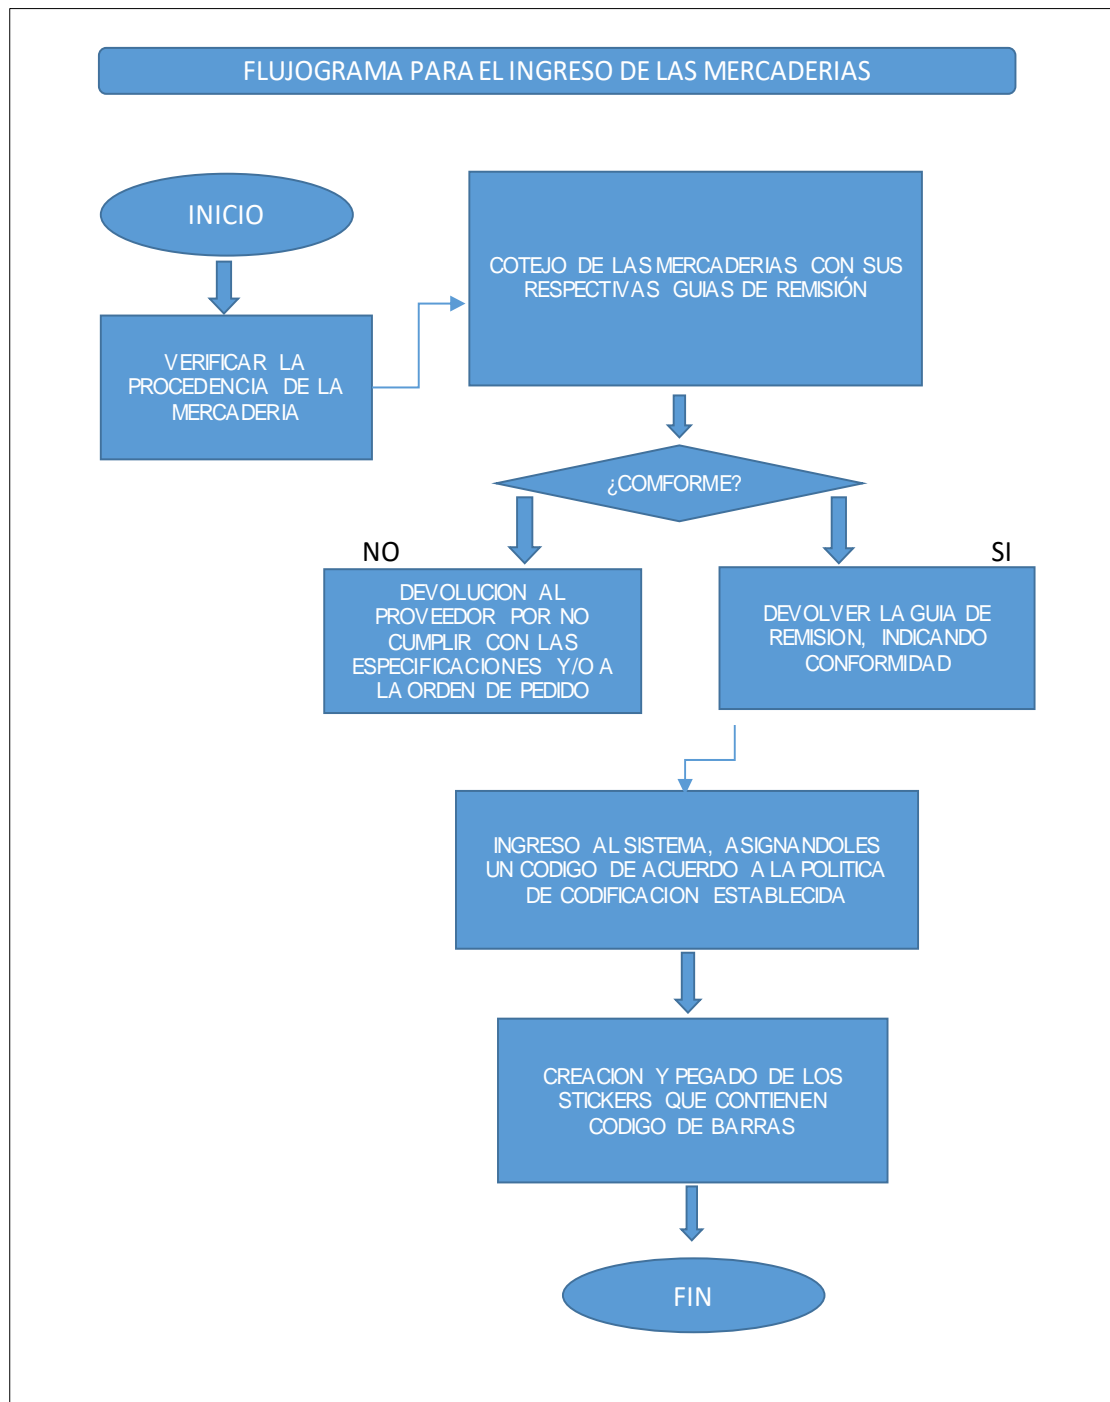 FLUJOGRAMA PARA EL INGRESO DE LAS MERCADERIAS
INICIO
COTEJO DE LAS MERCADERIAS CON SUS
RESPECTIVAS GUIAS DE REMISIÓN
VERIFICAR LA
PROCEDENCIA DE LA
MERCADERIA
¿COMFORME?
NO
SI
DEVOLUCION AL
PROVEEDOR POR NO
CUMPLIR CON LAS
ESPECIFICACIONES Y/O A
LA ORDEN DE PEDIDO
DEVOLVER LA GUIA DE
REMISION, INDICANDO
CONFORMIDAD
INGRESO AL SISTEMA, ASIGNANDOLES
UN CODIGO DE ACUERDO A LA POLITICA
DE CODIFICACION ESTABLECIDA
CREACION Y PEGADO DE LOS
STICKERS QUE CONTIENEN
CODIGO DE BARRAS
FIN